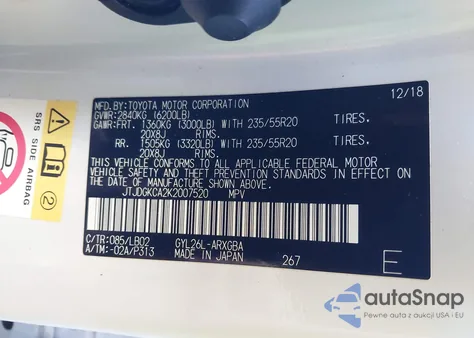 MFD.BY:TOYOTA MOTOR CORPORATION 12/18
GVWR:2840KG (6200LB)
GAWR:FRT. 1360KG (3000LB) WITH 235/55R20 TIRES,
20X8J RIMS.
RR. 1505KG (3320LB) WITH 235/55R20 TIRES,
20X8J RIMS.
THIS VEHICLE CONFORMS TO ALL APPLICABLE FEDERAL MOTOR
VEHICLE SAFETY AND THEFT PREVENTION STANDARDS IN EFFECT ON
THE DATE OF MANUFACTURE SHOWN ABOVE.
JTJDGKCA2K2007520 MPV
C/TR:085/LB02 GYL26L-ARXGBA
A/TM:-02A/P313 MADE IN JAPAN 267 E
SRS SIDE AIRBAG
2
autoSnap
Pewne auta z aukcji USA i EU